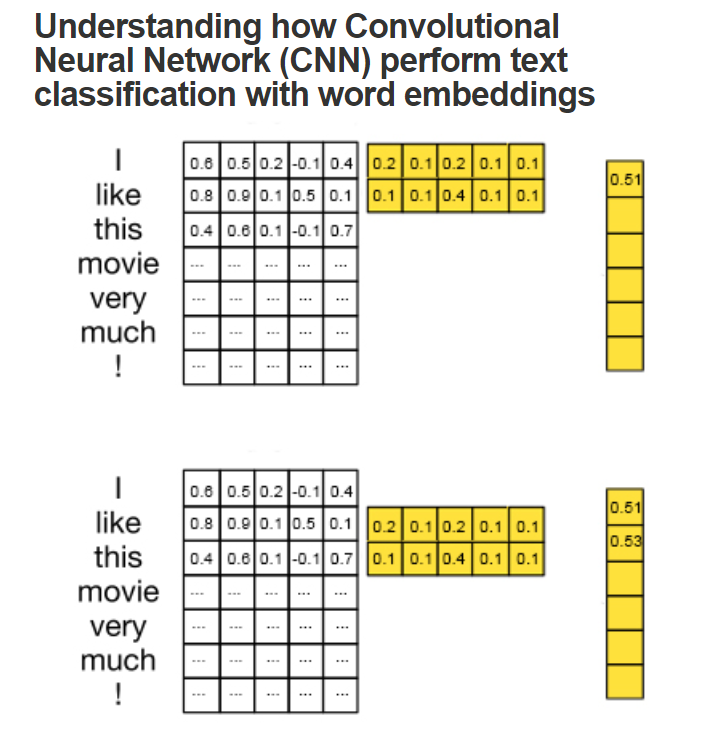 Understanding how Convolutional
Neural Network (CNN) perform text
classification with word embeddings
I 0.6 0.5 0.2 -0.1 0.4 0.2 0.1 0.2 0.1 0.1 0.51
like 0.8 0.9 0.1 0.5 0.1 0.1 0.1 0.4 0.1 0.1
this 0.4 0.6 0.1 -0.1 0.7
movie ... ... ... ... ...
very ... ... ... ... ...
much ... ... ... ... ...
! ... ... ... ... ...
I 0.6 0.5 0.2 -0.1 0.4 0.51
like 0.8 0.9 0.1 0.5 0.1 0.2 0.1 0.2 0.1 0.1 0.53
this 0.4 0.6 0.1 -0.1 0.7 0.1 0.1 0.4 0.1 0.1
movie ... ... ... ... ...
very ... ... ... ... ...
much ... ... ... ... ...
! ... ... ... ... ...